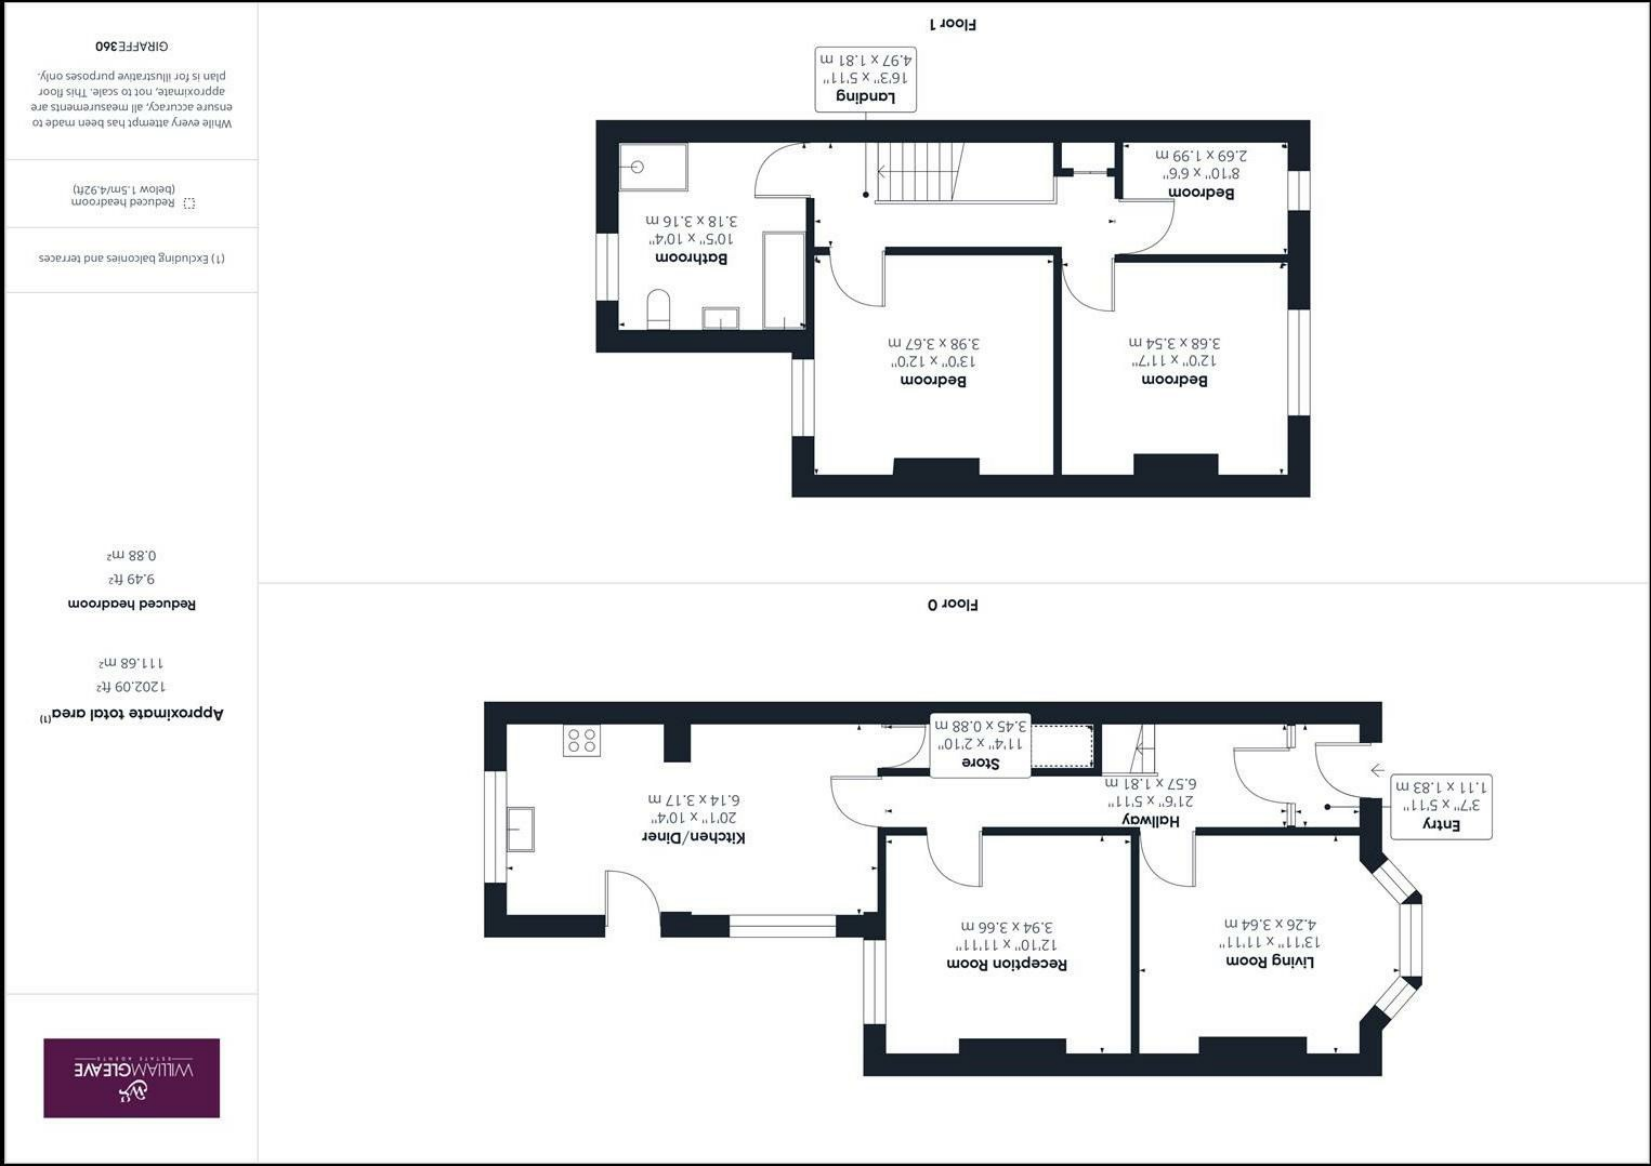 Living Room
13'11" x 11'11"
4.26 x 3.64 m
Reception Room
12'10" x 11'11"
3.94 x 3.66 m
Entry
3'7" x 5'11"
1.11 x 1.83 m
Hallway
21'6" x 5'11"
6.57 x 1.81 m
Kitchen/Diner
20'1" x 10'4"
6.14 x 3.17 m
Store
11'4" x 2'10"
3.45 x 0.88 m
Floor 0
Bedroom
12'0" x 11'7"
3.68 x 3.54 m
Bedroom
13'0" x 12'0"
3.98 x 3.67 m
Bathroom
10'5" x 10'4"
3.18 x 3.16 m
Bedroom
8'10" x 6'6"
2.69 x 1.99 m
Landing
16'3" x 5'11"
4.97 x 1.81 m
Floor 1
WILLIAMGLEAVE
ESTATE AGENTS
Approximate total area(1)
1202.09 ft²
111.68 m²
Reduced headroom
9.49 ft²
0.88 m²
(1) Excluding balconies and terraces
Reduced headroom
(below 1.5m/4.92ft)
While every attempt has been made to
ensure accuracy, all measurements are
approximate, not to scale. This floor
plan is for illustrative purposes only.
GIRAFFE360